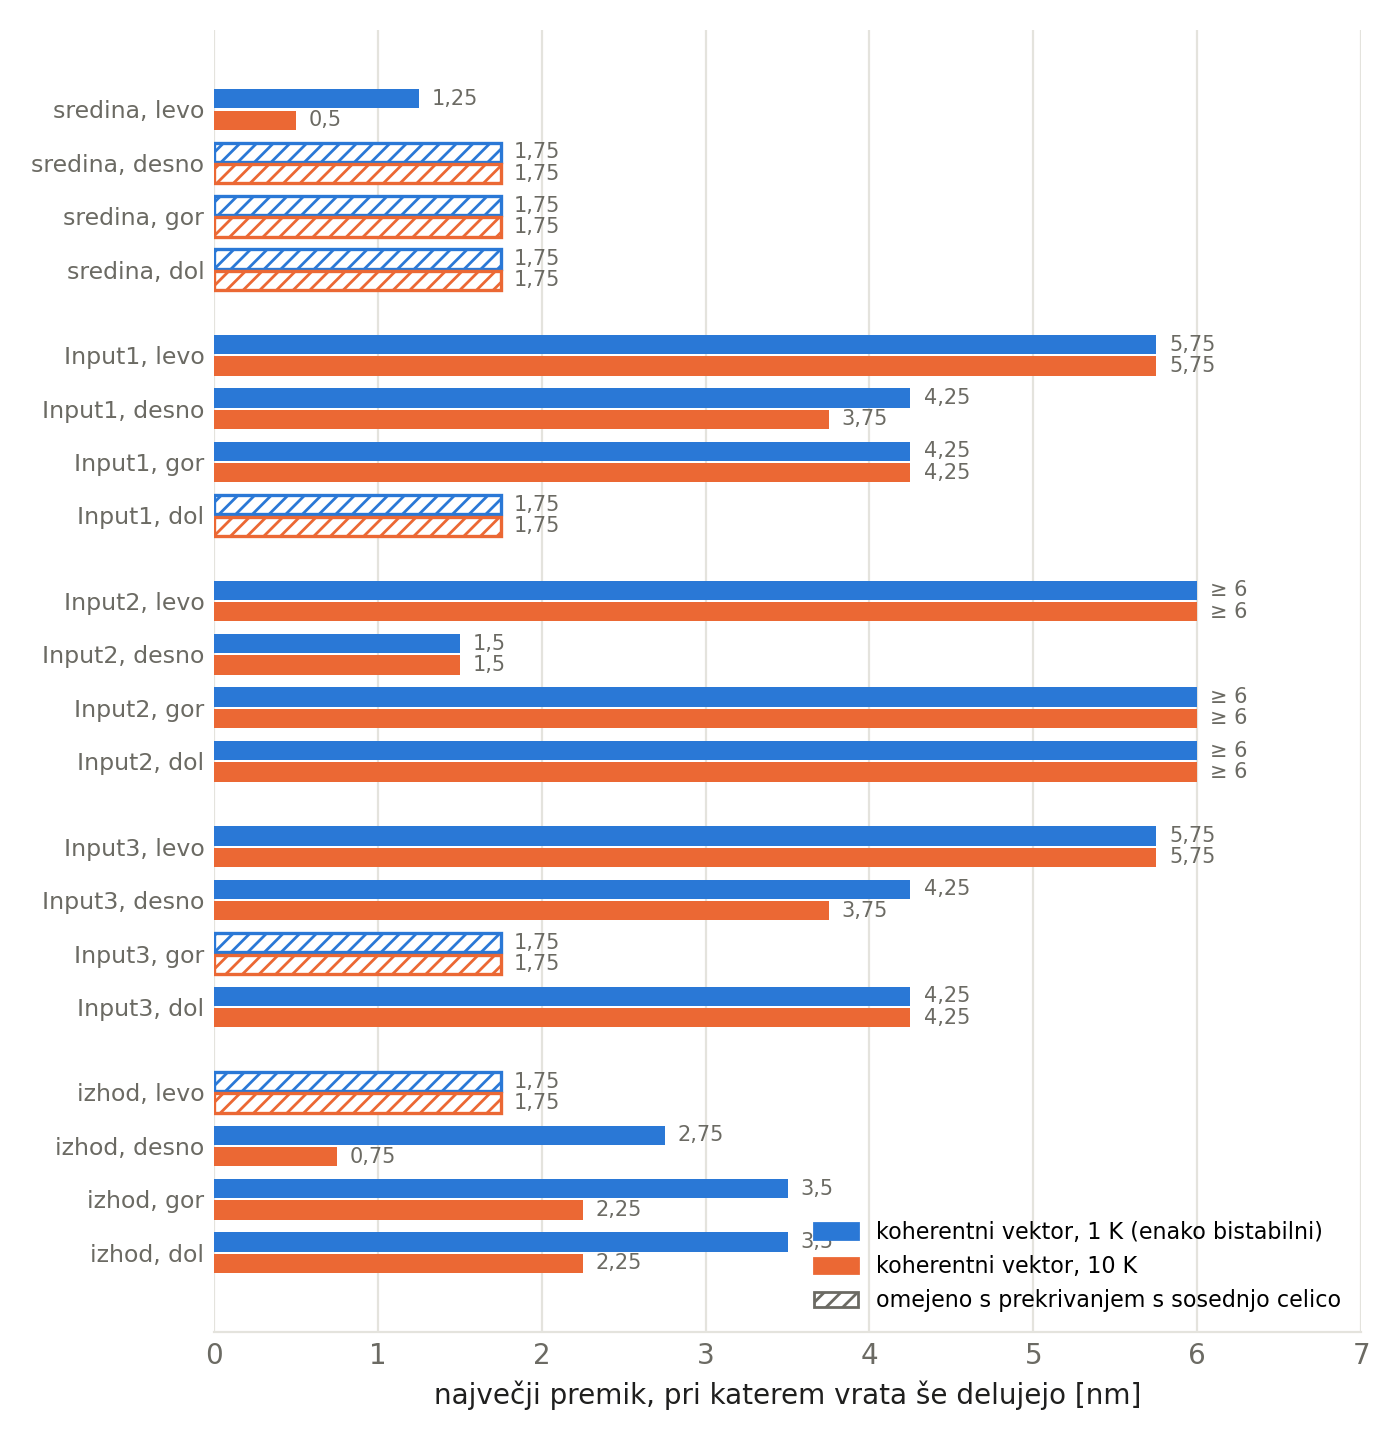 sredina, levo
1,25
0,5
sredina, desno
1,75
1,75
sredina, gor
1,75
1,75
sredina, dol
1,75
1,75
Input1, levo
5,75
5,75
Input1, desno
4,25
3,75
Input1, gor
4,25
4,25
Input1, dol
1,75
1,75
Input2, levo
≥ 6
≥ 6
Input2, desno
1,5
1,5
Input2, gor
≥ 6
≥ 6
Input2, dol
≥ 6
≥ 6
Input3, levo
5,75
5,75
Input3, desno
4,25
3,75
Input3, gor
1,75
1,75
Input3, dol
4,25
4,25
izhod, levo
1,75
1,75
izhod, desno
2,75
0,75
izhod, gor
3,5
2,25
izhod, dol
3,5
2,25
koherentni vektor, 1 K (enako bistabilni)
koherentni vektor, 10 K
omejeno s prekrivanjem s sosednjo celico
0 1 2 3 4 5 6 7
največji premik, pri katerem vrata še delujejo [nm]